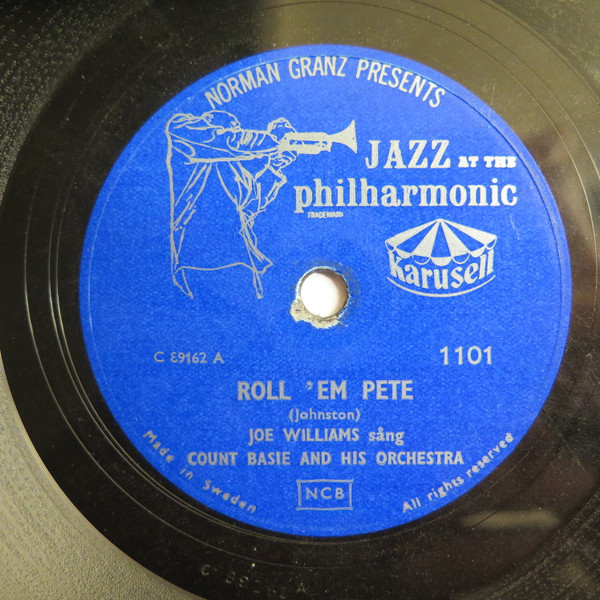 NORMAN GRANZ PRESENTS
JAZZ AT THE
philharmonic
TRADEMARK
Karusell
C 89162 A
1101
ROLL 'EM PETE
(Johnston)
JOE WILLIAMS sång
COUNT BASIE AND HIS ORCHESTRA
Made in Sweden
NCB
All rights reserved